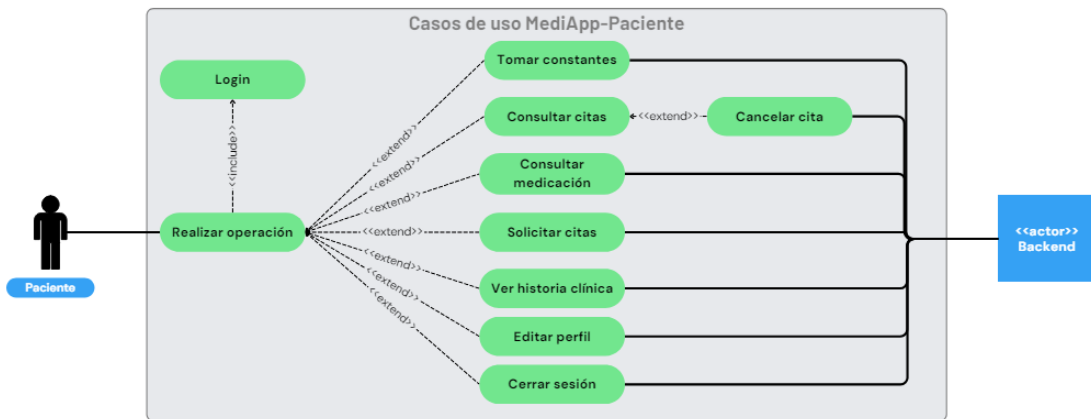 Casos de uso MediApp-Paciente
Tomar constantes
Login
<<extend>>
Consultar citas
<<extend>>
Cancelar cita
<<extend>>
<<include>>
Consultar
medicación
<<extend>>
Realizar operación
<<extend>>
Solicitar citas
<<actor>>
Backend
Paciente
<<extend>>
Ver historia clínica
<<extend>>
Editar perfil
<<extend>>
Cerrar sesión